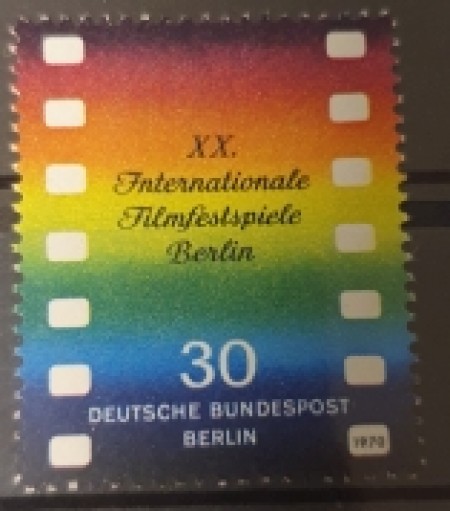 XX.
Internationale
Filmfestspiele
Berlin
30
DEUTSCHE BUNDESPOST
BERLIN
1970